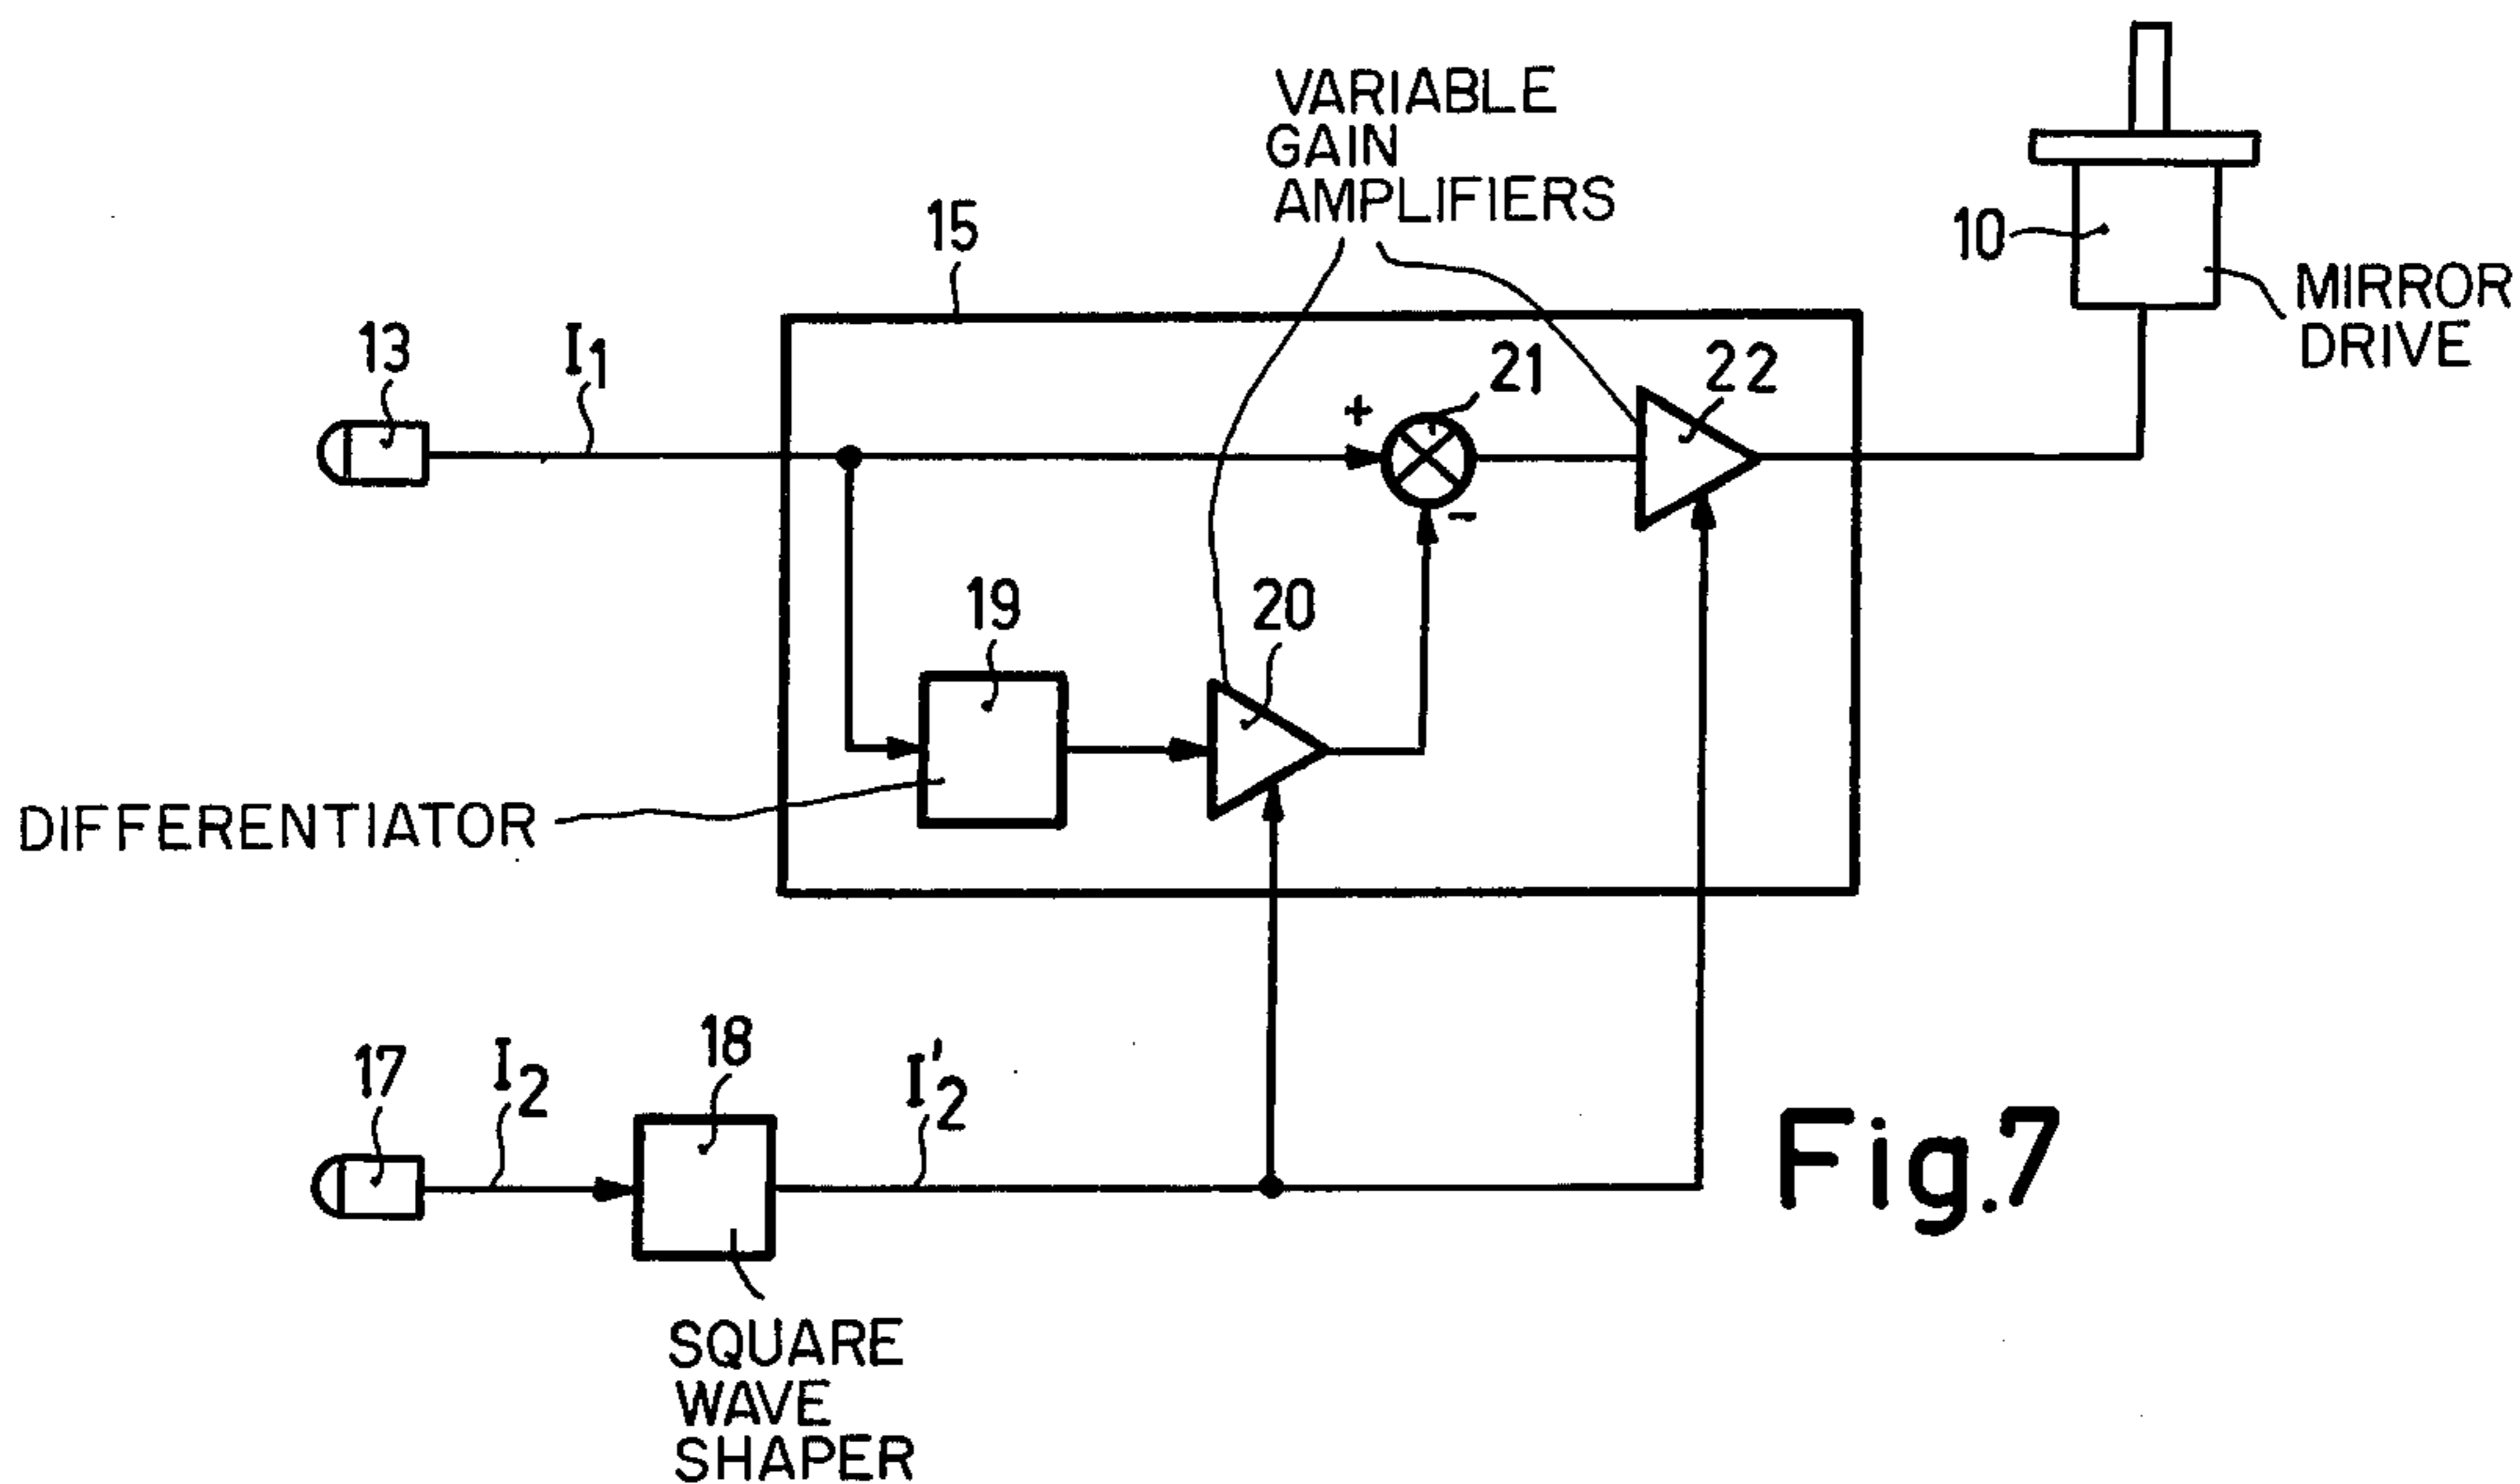 VARIABLE
GAIN
AMPLIFIERS
15
10
MIRROR
DRIVE
13
I1
+
21
22
−
19
20
DIFFERENTIATOR
17
I2
18
I'2
Fig.7
SQUARE
WAVE
SHAPER